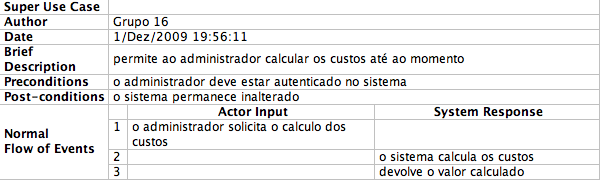 Super Use Case
Author Grupo 16
Date 1/Dez/2009 19:56:11
Brief
Description permite ao administrador calcular os custos até ao momento
Preconditions o administrador deve estar autenticado no sistema
Post-conditions o sistema permanece inalterado
Normal
Flow of Events
Actor Input System Response
1 o administrador solicita o calculo dos
custos
2 o sistema calcula os custos
3 devolve o valor calculado